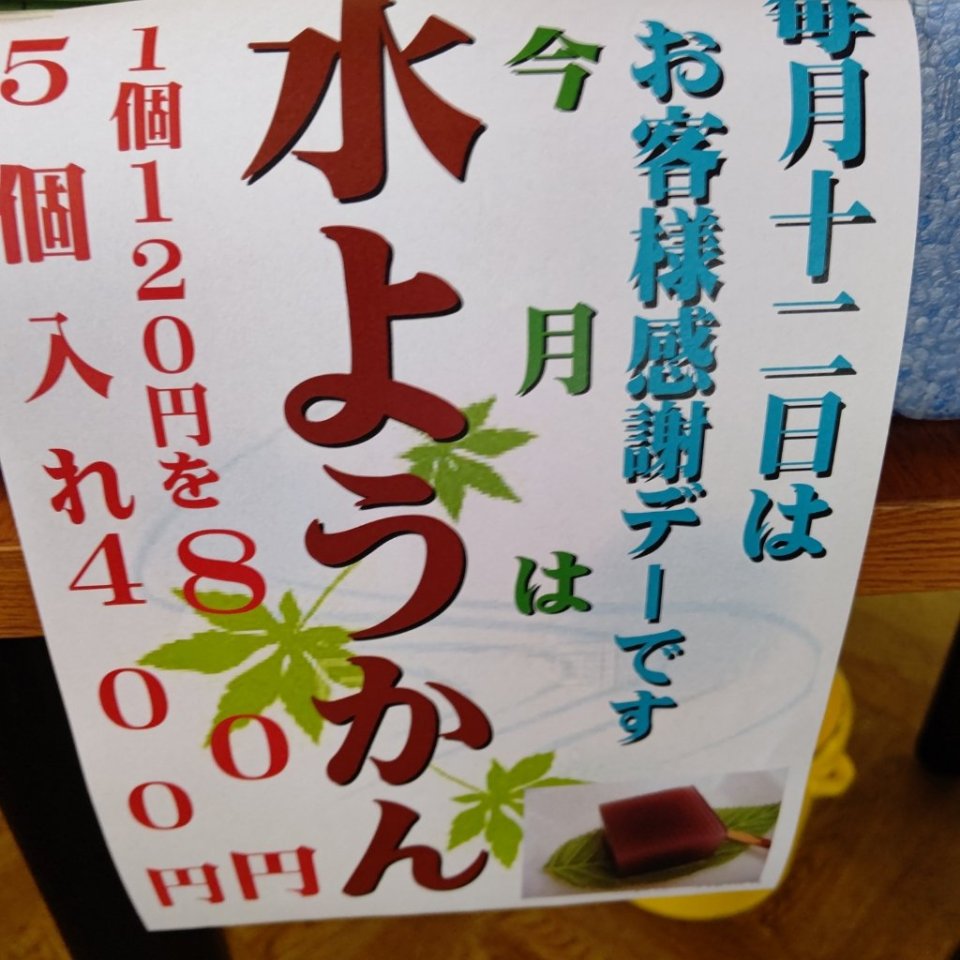 毎月十二日は
お客様感謝デーです
今月は
水ようかん
1個120円を80円
5個入れ400円